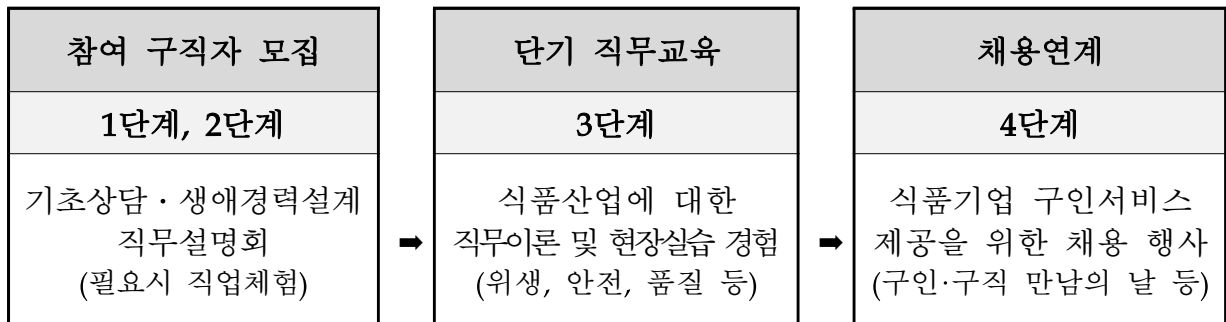 참여 구직자 모집
1단계, 2단계
기초상담·생애경력설계
직무설명회
(필요시 직업체험)
➡
단기 직무교육
3단계
식품산업에 대한
직무이론 및 현장실습 경험
(위생, 안전, 품질 등)
➡
채용연계
4단계
식품기업 구인서비스
제공을 위한 채용 행사
(구인·구직 만남의 날 등)